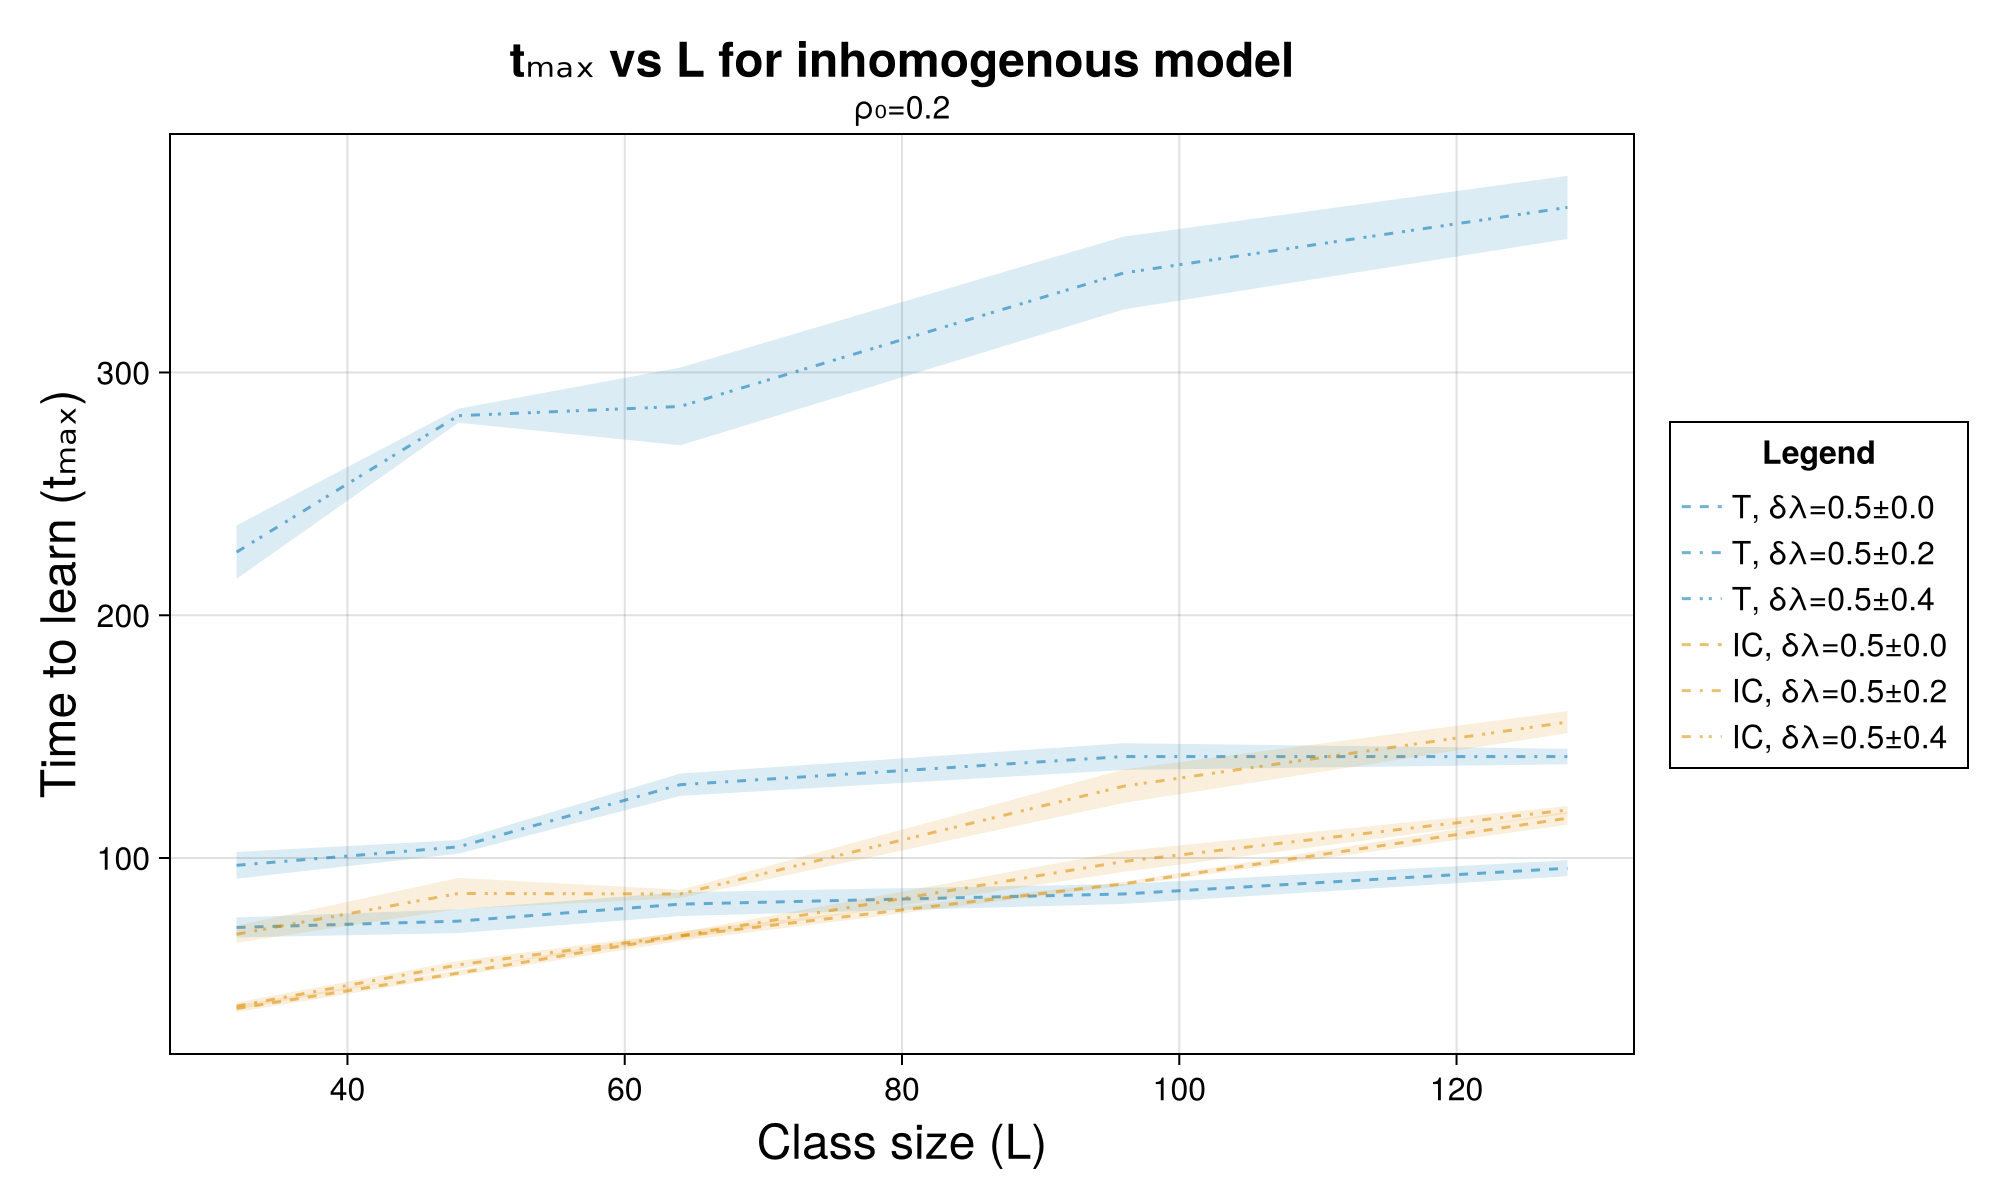 tₘₐₓ vs L for inhomogenous model
ρ₀=0.2
Time to learn (tₘₐₓ)
300
200
100
40 60 80 100 120
Class size (L)
Legend
T, δλ=0.5±0.0
T, δλ=0.5±0.2
T, δλ=0.5±0.4
IC, δλ=0.5±0.0
IC, δλ=0.5±0.2
IC, δλ=0.5±0.4